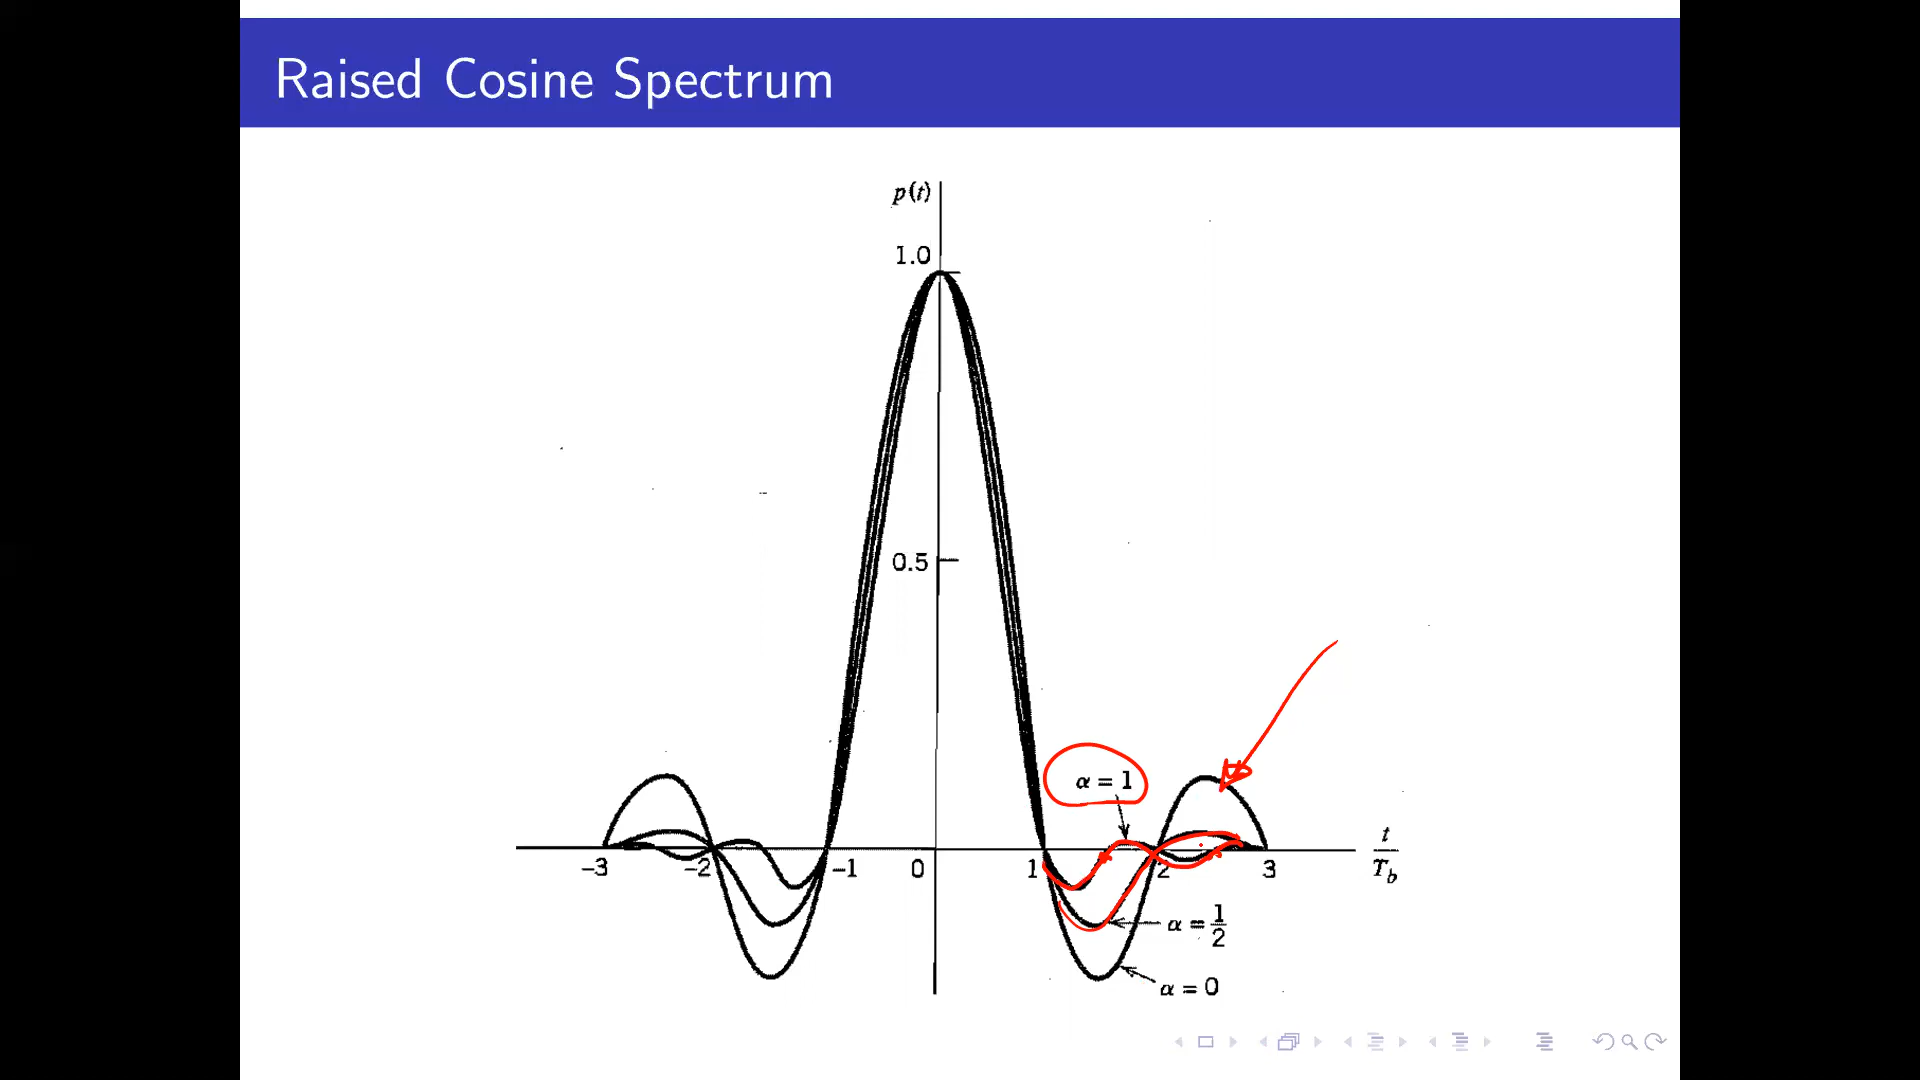 Raised Cosine Spectrum
p(t)
1.0
0.5
α = 1
-3 -2 -1 0 1 2 3
t
T_b
α = 1/2
α = 0